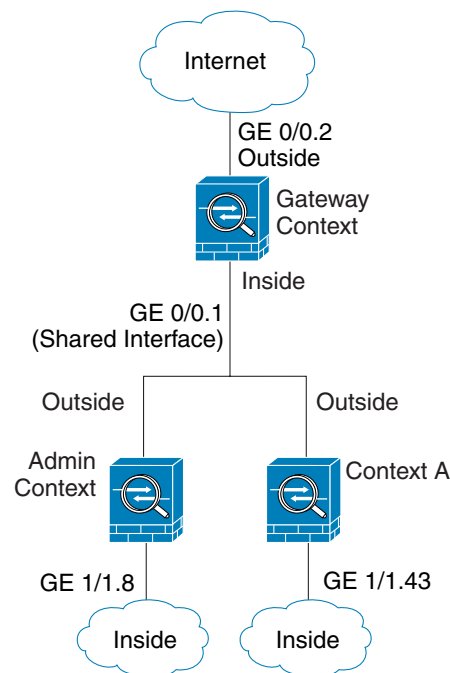 Internet
GE 0/0.2
Outside
Gateway
Context
Inside
GE 0/0.1
(Shared Interface)
Outside
Outside
Admin
Context
Context A
GE 1/1.8
GE 1/1.43
Inside
Inside